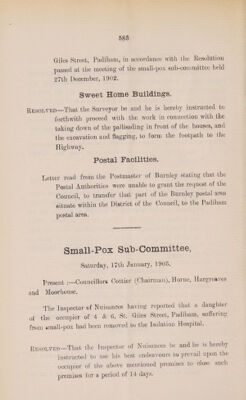 585
Giles Street, Padiham, in accordance with the Resolution
passed at the meeting of the small-pox sub-committee held
27th December, 1902.
Sweet Home Buildings.
RESOLVED—That the Surveyor be and he is hereby instructed to
forthwith proceed with the work in connection with the
taking down of the pallisading in front of the houses, and
the excavation and flagging, to form the footpath to the
Highway.
Postal Facilities.
Letter read from the Postmaster of Burnley stating that the
Postal Authorities were unable to grant the request of the
Council, to transfer that part of the Burnley postal area
situate within the District of the Council, to the Padiham
postal area.
Small-Pox Sub-Committee,
Saturday, 17th January, 1903.
Present :—Councillors (Chairman), Horne, Hargreaves
and Moorhouse.
The Inspector of Nuisances having reported that a daughter
of the occupier of 4 & 6, St. Giles Street, Padiham, suffering
from small-pox had been removed to the Isolation Hospital.
RESOLVED—That the Inspector of Nuisances be and he is hereby
instructed to use his best endeavours to prevail upon the
occupier of the above mentioned premises to close such
premises for a period of 14 days.